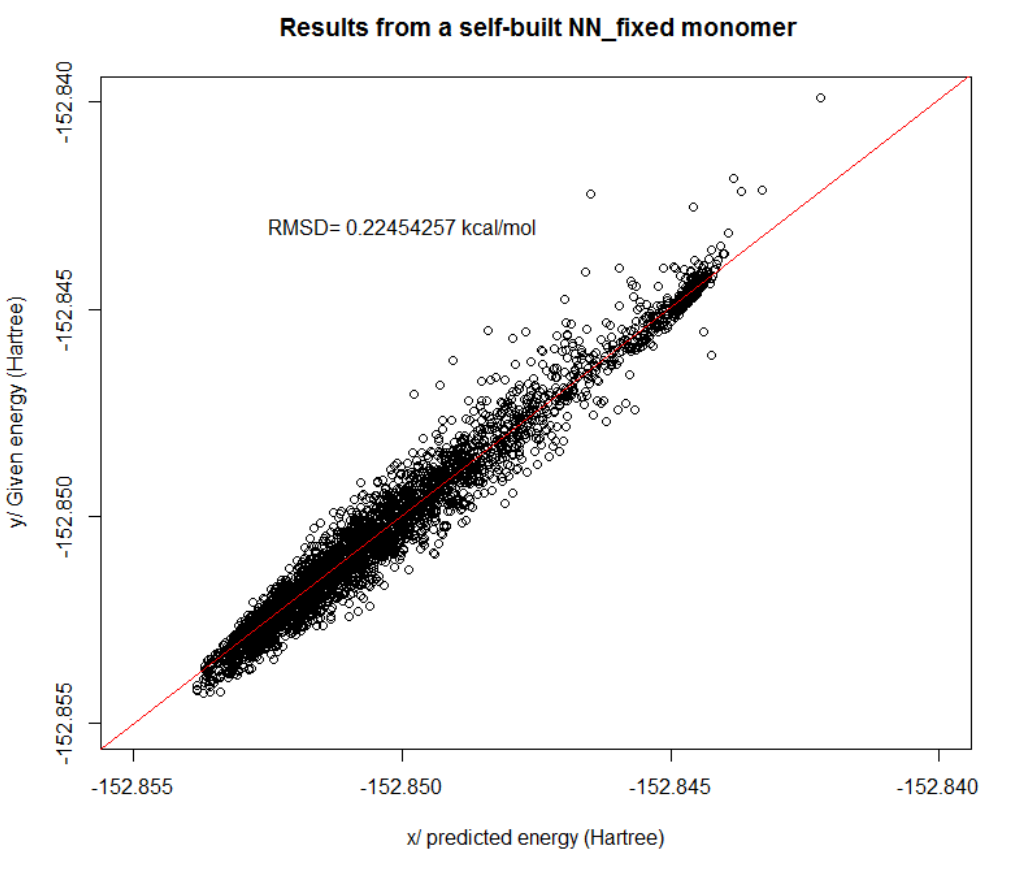 Results from a self-built NN_fixed monomer
-152.840
-152.845
-152.850
-152.855
y/ Given energy (Hartree)
RMSD= 0.22454257 kcal/mol
-152.855 -152.850 -152.845 -152.840
x/ predicted energy (Hartree)